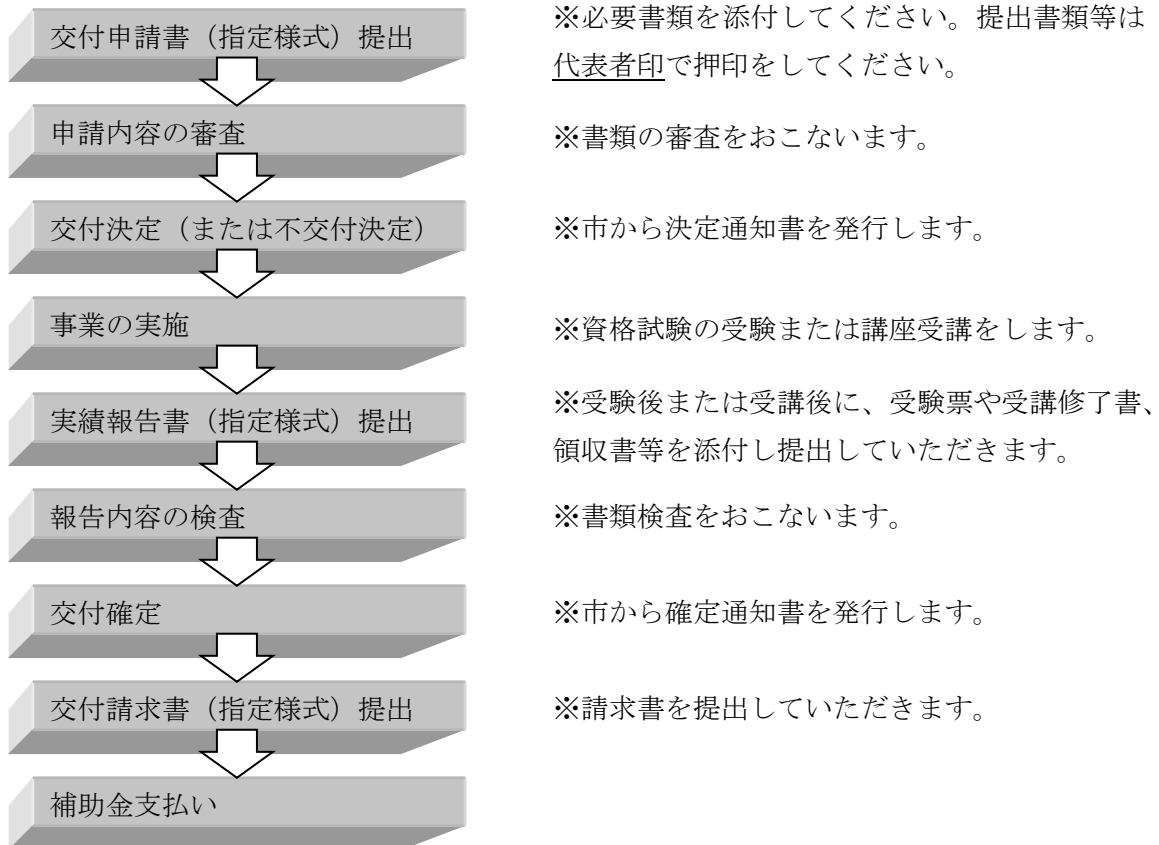 交付申請書（指定様式）提出
※必要書類を添付してください。提出書類等は
代表者印で押印をしてください。
申請内容の審査
※書類の審査をおこないます。
交付決定（または不交付決定）
※市から決定通知書を発行します。
事業の実施
※資格試験の受験または講座受講をします。
実績報告書（指定様式）提出
※受験後または受講後に、受験票や受講修了書、
領収書等を添付し提出していただきます。
報告内容の検査
※書類検査をおこないます。
交付確定
※市から確定通知書を発行します。
交付請求書（指定様式）提出
※請求書を提出していただきます。
補助金支払い